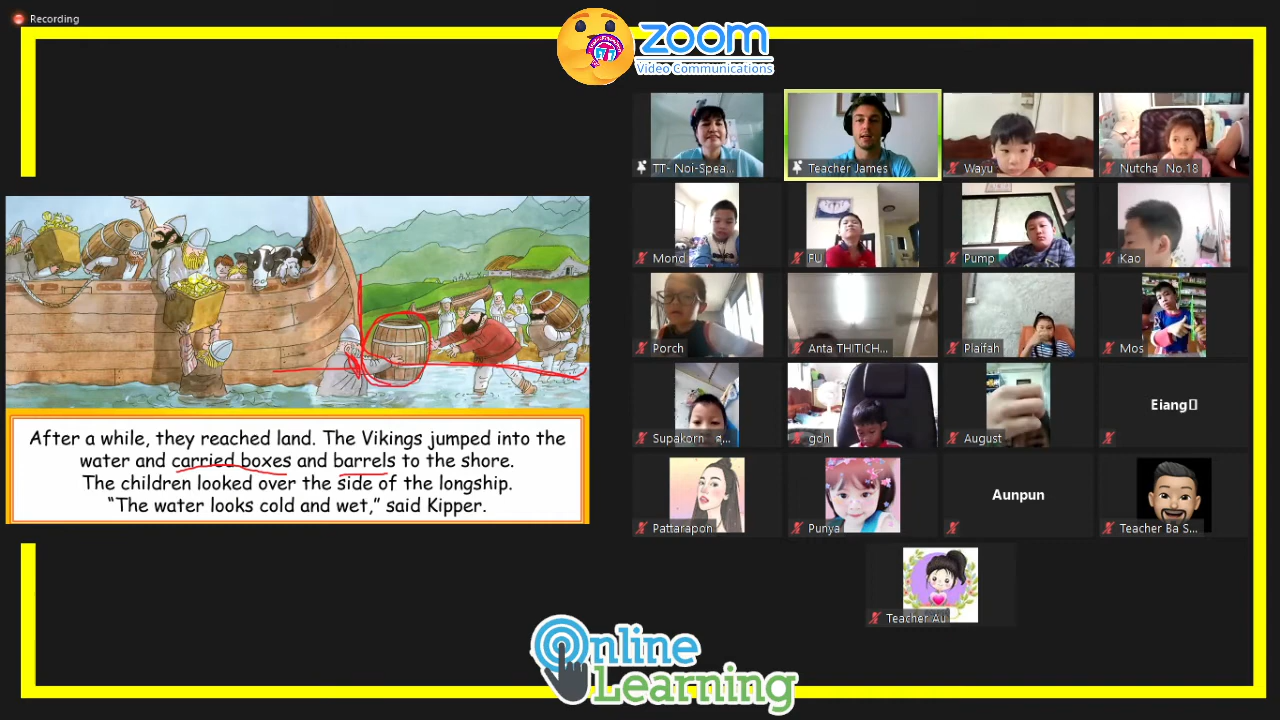 Recording
zoom
Video Communications
TT- Noi-Spea...
Teacher James
Wayu
Nutcha No.18
Mond
FU
Pump
Kao
Porch
Anta THITICH...
Plaifah
Mos
Supakorn
goh
August
Eiang
Eiang
Pattarapon
Punya
Aunpun
Teacher Ba S...
Teacher Au
After a while, they reached land. The Vikings jumped into the
water and carried boxes and barrels to the shore.
The children looked over the side of the longship.
“The water looks cold and wet,” said Kipper.
Online
Learning